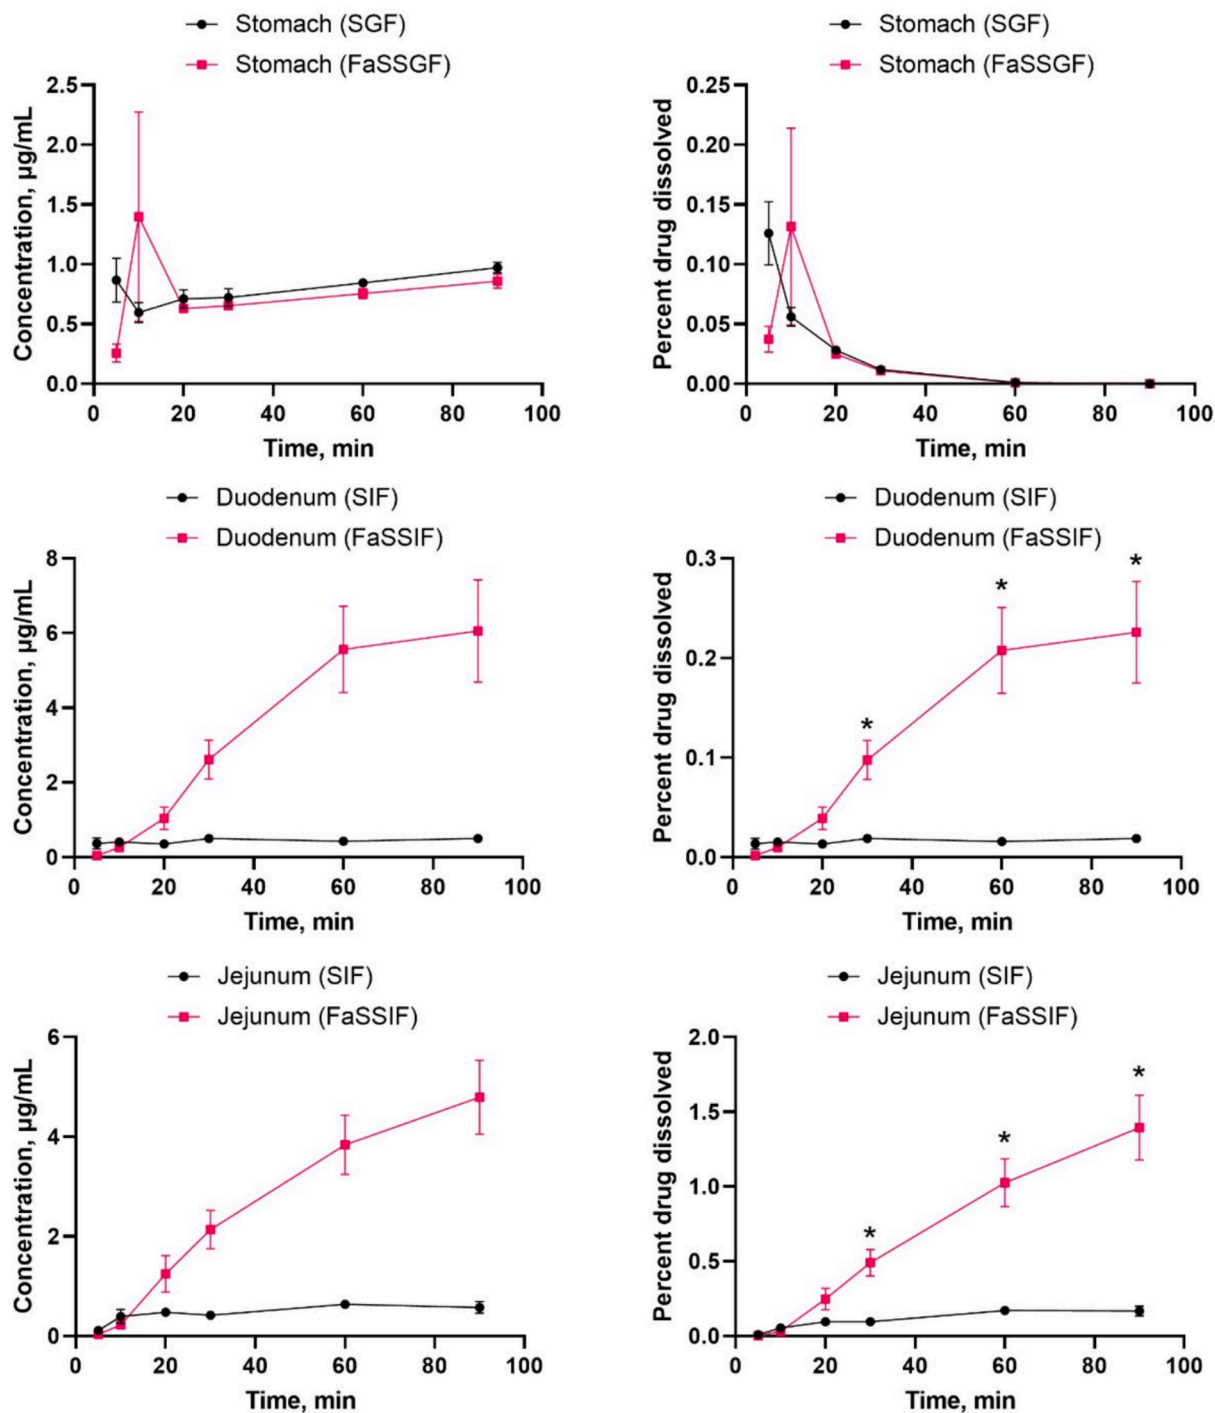 Stomach (SGF)
Stomach (FaSSGF)
Concentration, µg/mL
2.5
2.0
1.5
1.0
0.5
0.0
0 20 40 60 80 100
Time, min
Stomach (SGF)
Stomach (FaSSGF)
Percent drug dissolved
0.25
0.20
0.15
0.10
0.05
0.00
0 20 40 60 80 100
Time, min
Duodenum (SIF)
Duodenum (FaSSIF)
Concentration, µg/mL
8
6
4
2
0
0 20 40 60 80 100
Time, min
Duodenum (SIF)
Duodenum (FaSSIF)
Percent drug dissolved
0.3
0.2
0.1
0.0
* * *
0 20 40 60 80 100
Time, min
Jejunum (SIF)
Jejunum (FaSSIF)
Concentration, µg/mL
6
4
2
0
0 20 40 60 80 100
Time, min
Jejunum (SIF)
Jejunum (FaSSIF)
Percent drug dissolved
2.0
1.5
1.0
0.5
0.0
* * *
0 20 40 60 80 100
Time, min